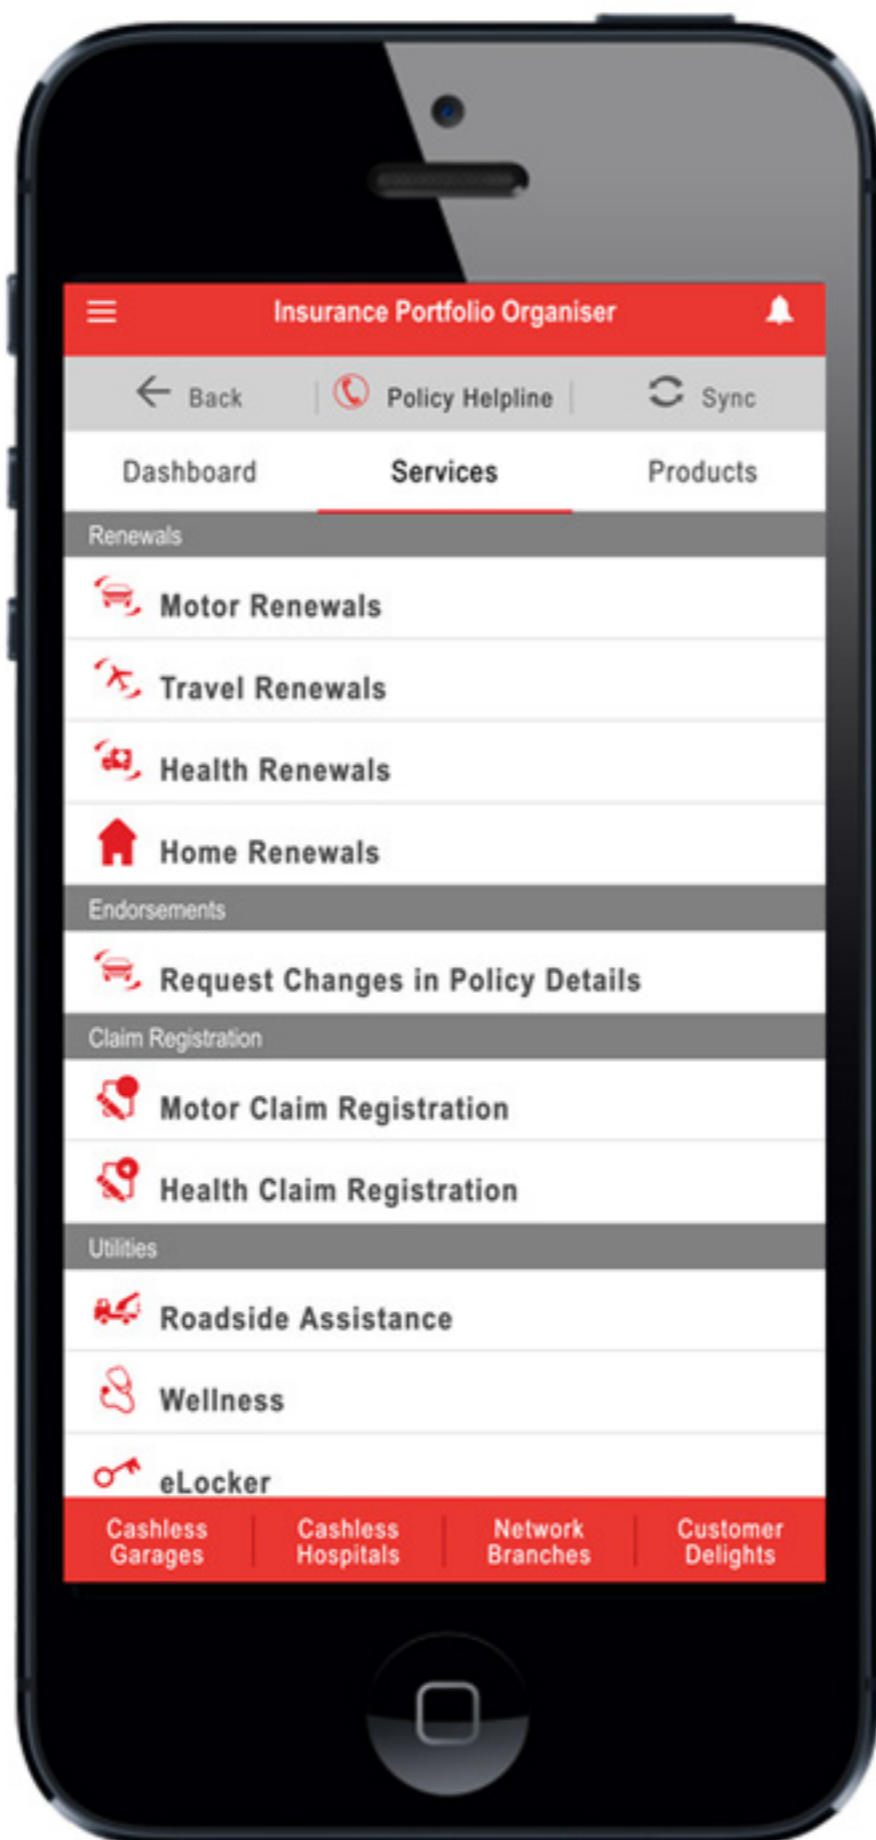 Insurance Portfolio Organiser
Back Policy Helpline Sync
Dashboard Services Products
Renewals
Motor Renewals
Travel Renewals
Health Renewals
Home Renewals
Endorsements
Request Changes in Policy Details
Claim Registration
Motor Claim Registration
Health Claim Registration
Utilities
Roadside Assistance
Wellness
eLocker
Cashless Garages
Cashless Hospitals
Network Branches
Customer Delights